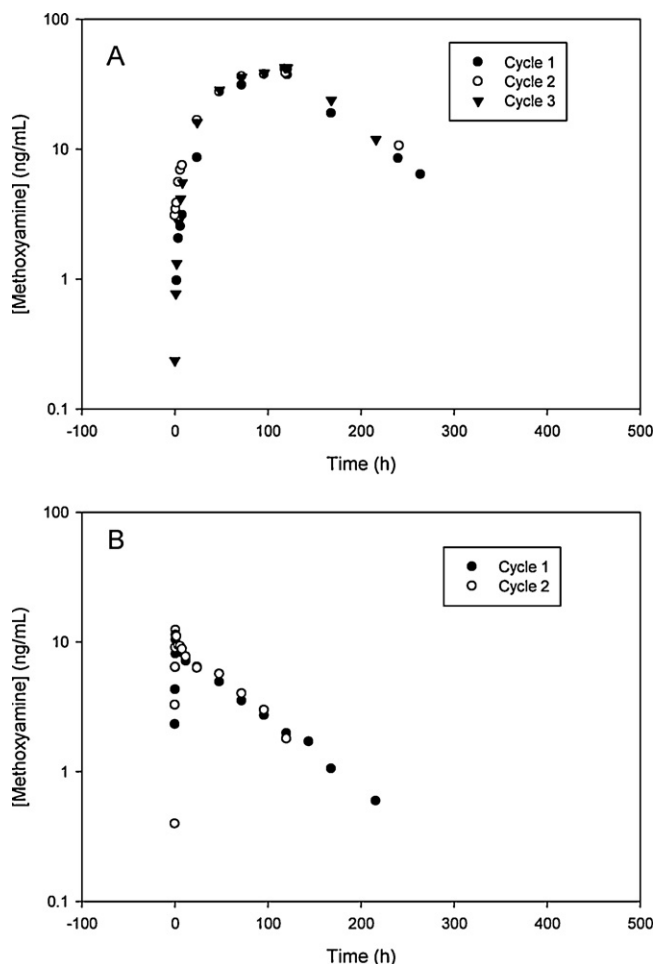 A
Cycle 1
Cycle 2
Cycle 3
[Methoxyamine] (ng/mL)
100
10
1
0.1
-100 0 100 200 300 400 500
Time (h)
B
Cycle 1
Cycle 2
[Methoxyamine] (ng/mL)
100
10
1
0.1
-100 0 100 200 300 400 500
Time (h)